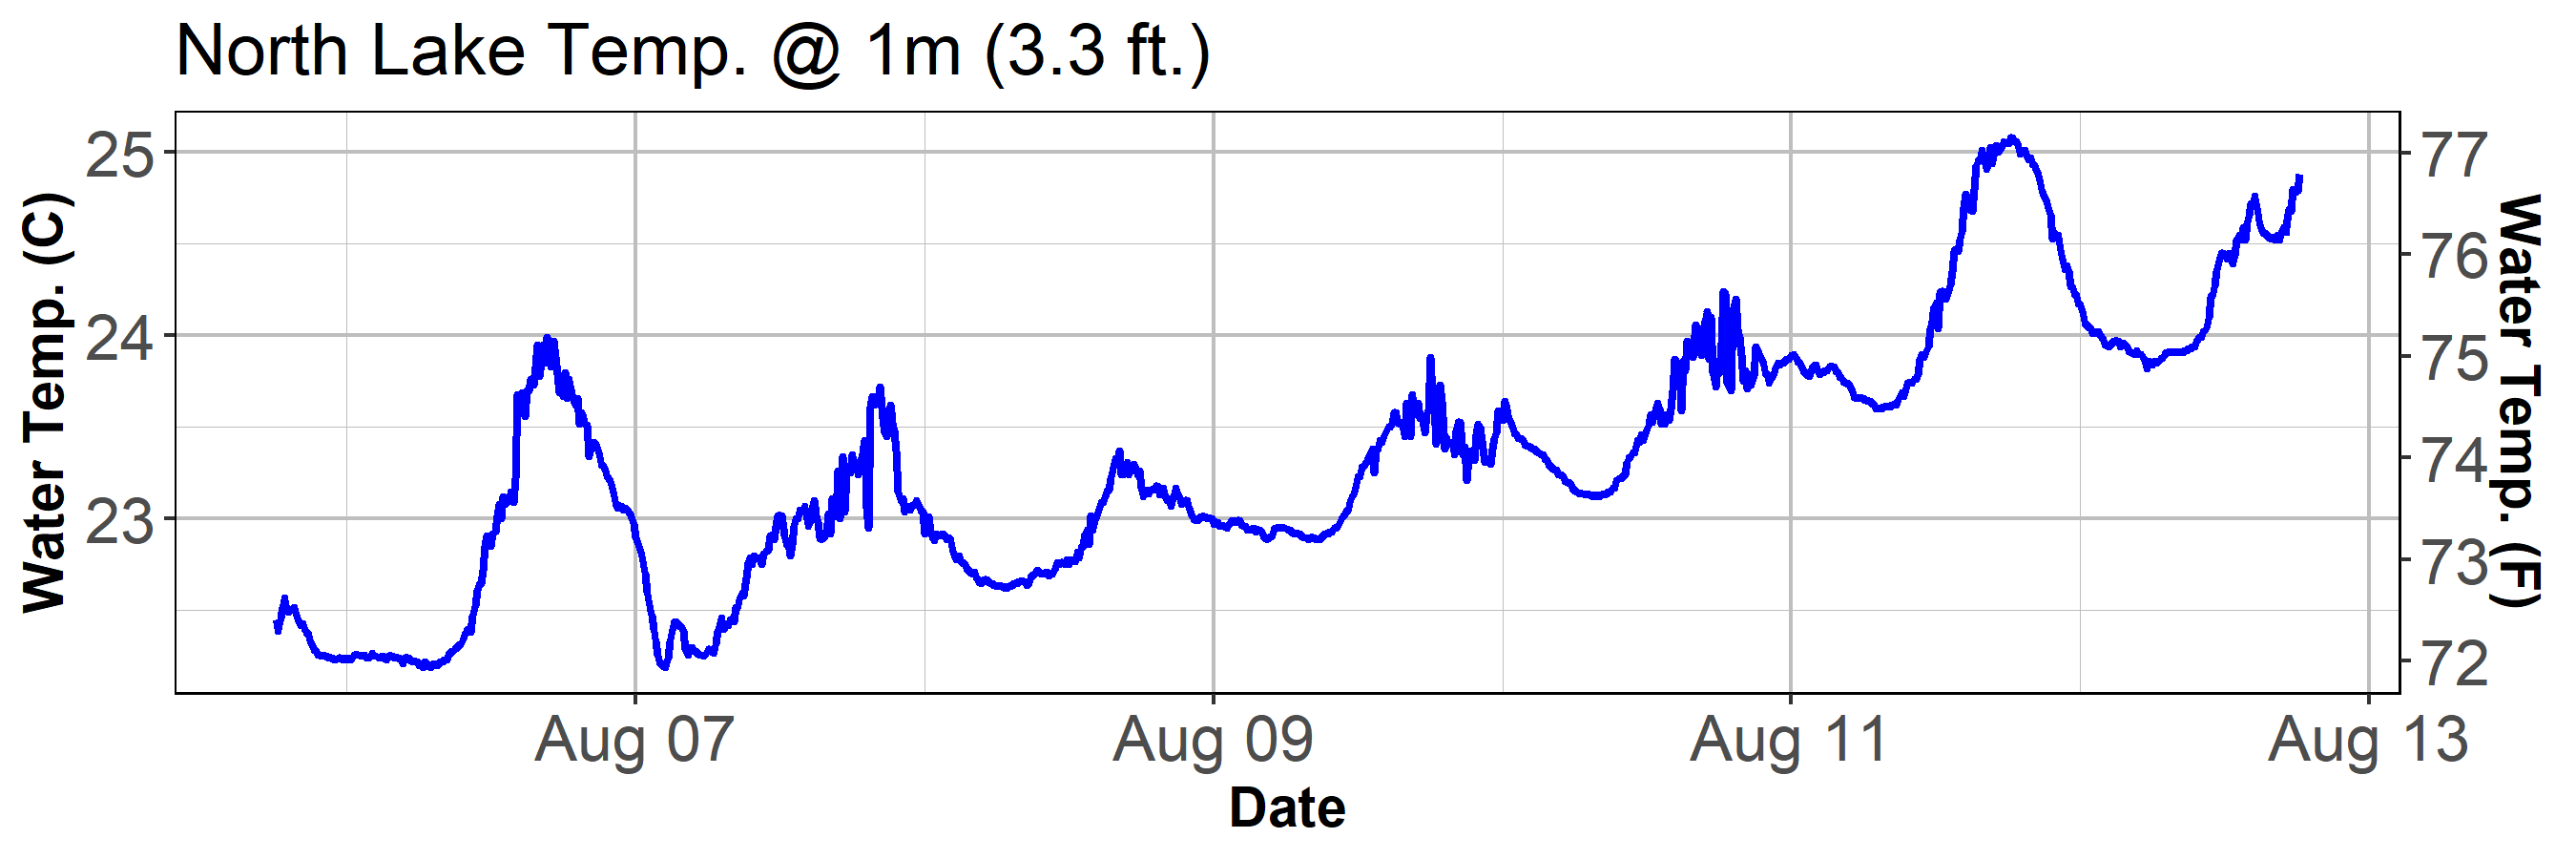 North Lake Temp. @ 1m (3.3 ft.)
Water Temp. (C)
25
24
23
77
76
75
74
73
72
Water Temp. (F)
Aug 07 Aug 09 Aug 11 Aug 13
Date